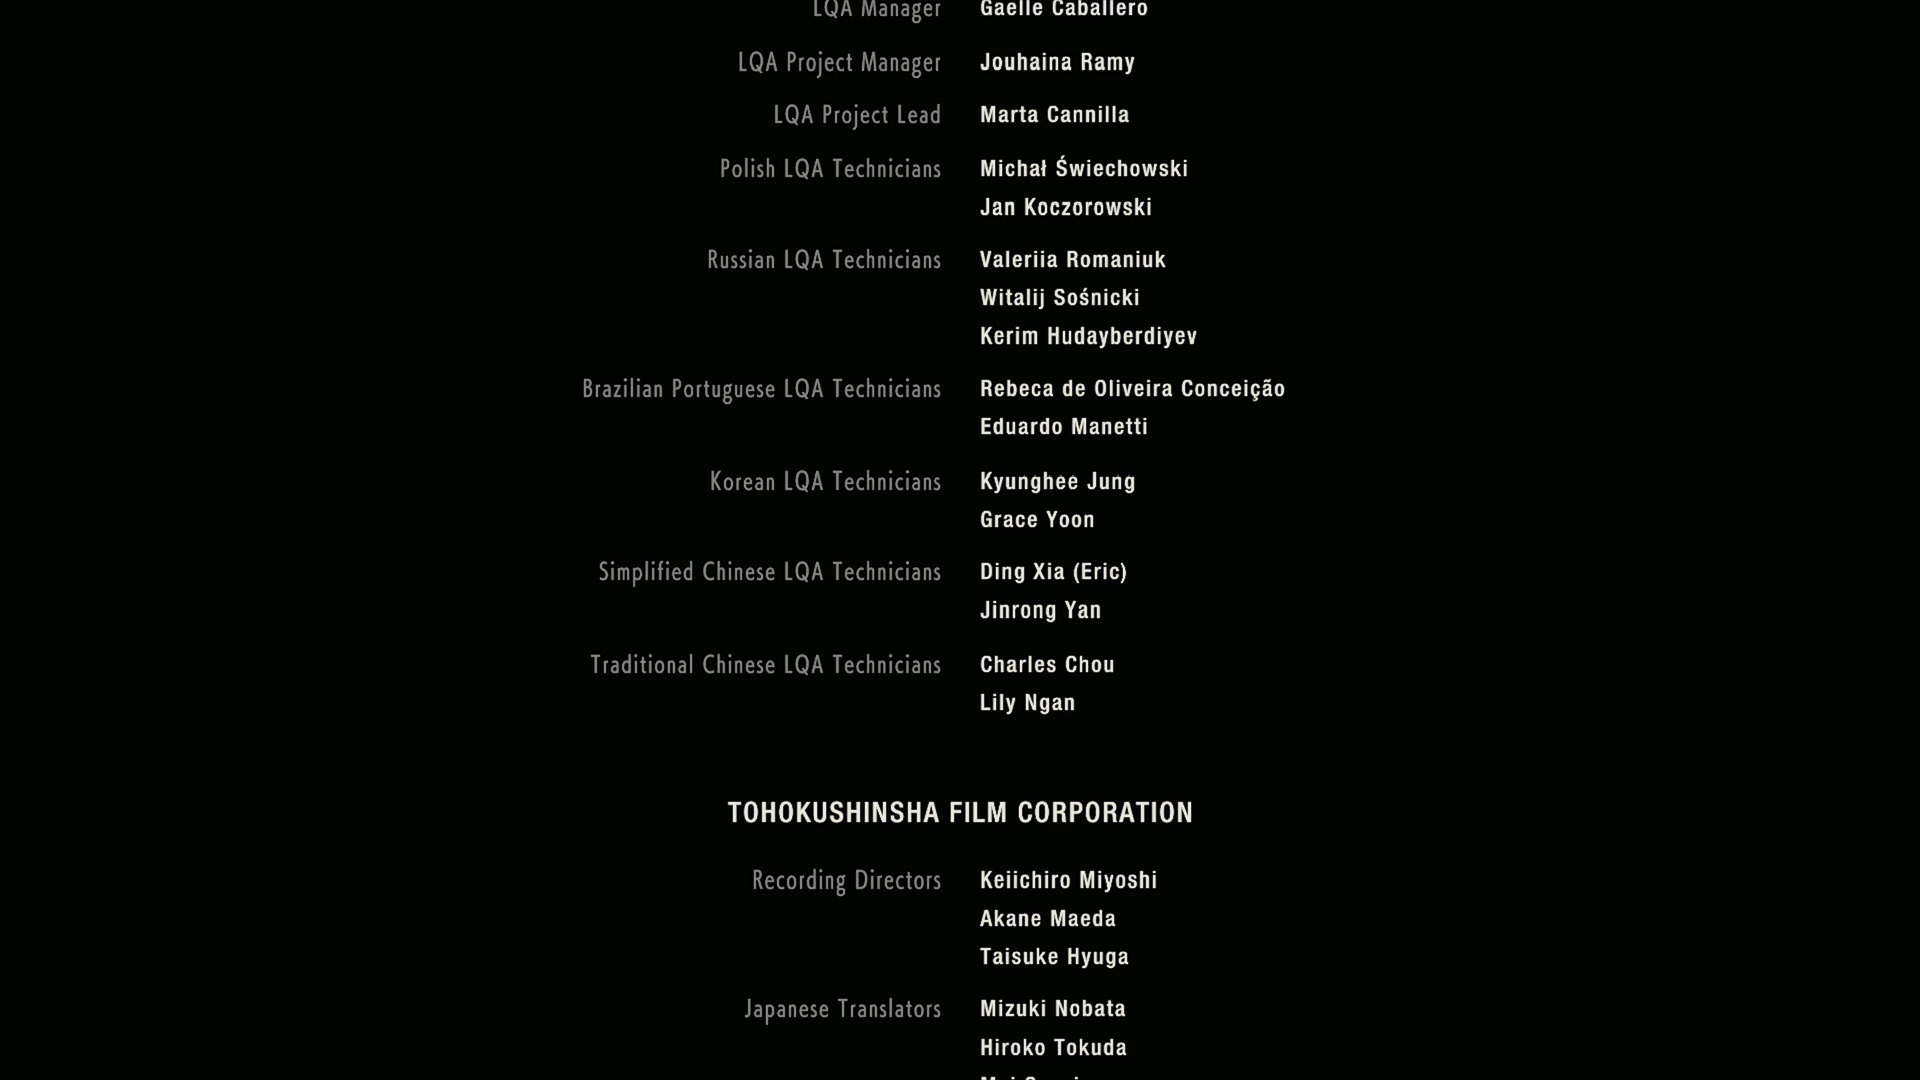 LQA Manager Gaelle Caballero
LQA Project Manager Jouhaina Ramy
LQA Project Lead Marta Cannilla
Polish LQA Technicians Michał Świechowski
Jan Koczorowski
Russian LQA Technicians Valeriia Romaniuk
Witalij Sośnicki
Kerim Hudayberdiyev
Brazilian Portuguese LQA Technicians Rebeca de Oliveira Conceição
Eduardo Manetti
Korean LQA Technicians Kyunghee Jung
Grace Yoon
Simplified Chinese LQA Technicians Ding Xia (Eric)
Jinrong Yan
Traditional Chinese LQA Technicians Charles Chou
Lily Ngan
TOHOKUSHINSHA FILM CORPORATION
Recording Directors Keiichiro Miyoshi
Akane Maeda
Taisuke Hyuga
Japanese Translators Mizuki Nobata
Hiroko Tokuda